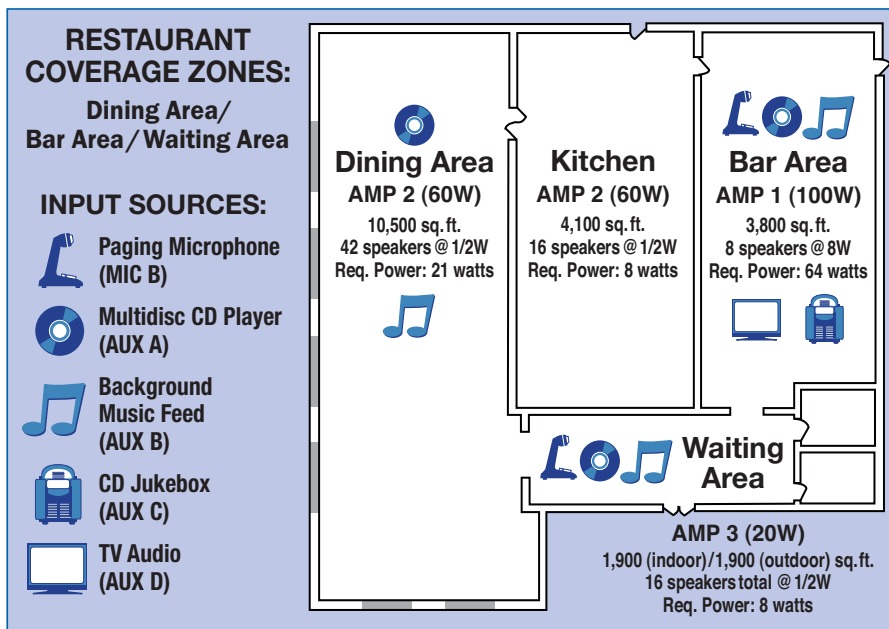 RESTAURANT
COVERAGE ZONES:
Dining Area/
Bar Area/Waiting Area
INPUT SOURCES:
Paging Microphone
(MIC B)
Multidisc CD Player
(AUX A)
Background
Music Feed
(AUX B)
CD Jukebox
(AUX C)
TV Audio
(AUX D)
Dining Area
AMP 2 (60W)
10,500 sq.ft.
42 speakers @ 1/2W
Req. Power: 21 watts
Kitchen
AMP 2 (60W)
4,100 sq.ft.
16 speakers @ 1/2W
Req. Power: 8 watts
Bar Area
AMP 1 (100W)
3,800 sq.ft.
8 speakers @ 8W
Req. Power: 64 watts
Waiting
Area
AMP 3 (20W)
1,900 (indoor)/1,900 (outdoor) sq.ft.
16 speakers total @ 1/2W
Req. Power: 8 watts